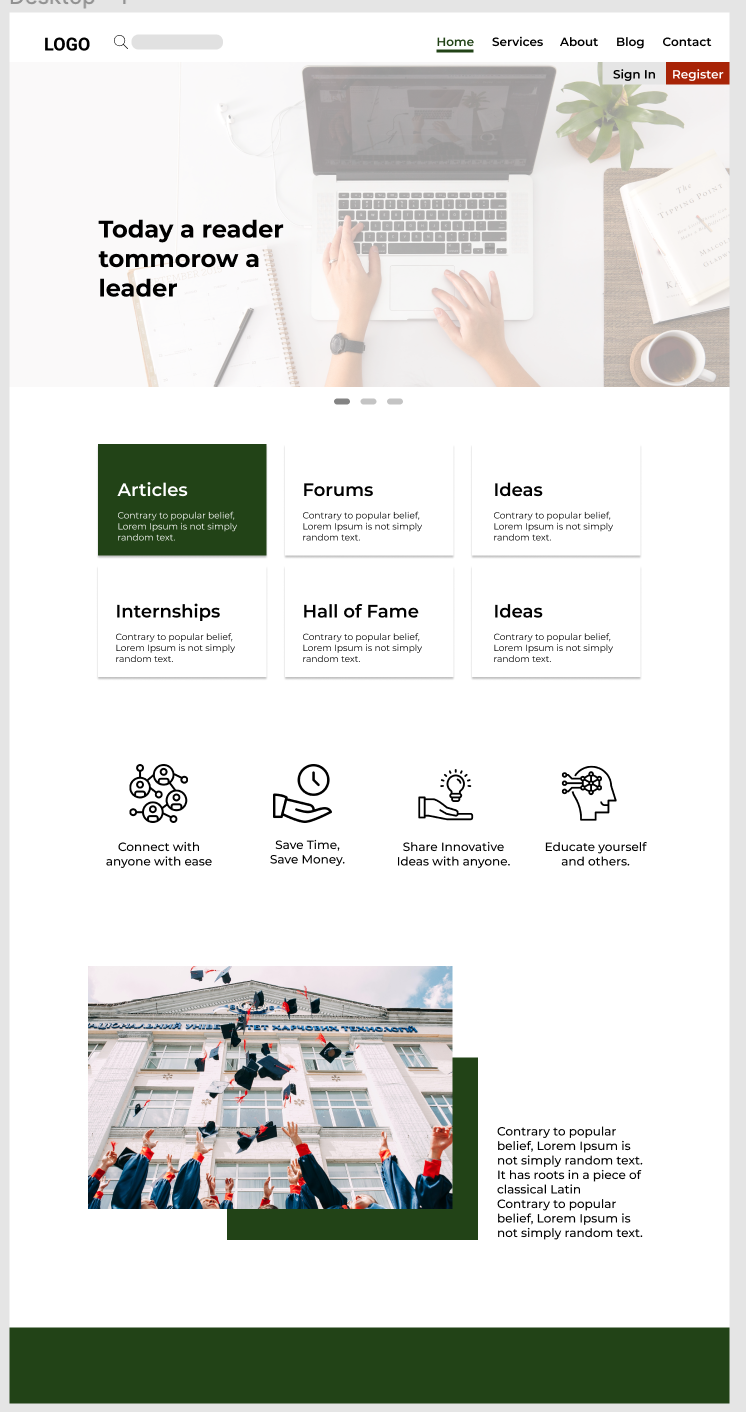 LOGO
Home Services About Blog Contact
Sign In Register
Today a reader
tommorow a
leader
The
TIPPING POINT
Articles
Contrary to popular belief,
Lorem Ipsum is not simply
random text.
Forums
Contrary to popular belief,
Lorem Ipsum is not simply
random text.
Ideas
Contrary to popular belief,
Lorem Ipsum is not simply
random text.
Internships
Contrary to popular belief,
Lorem Ipsum is not simply
random text.
Hall of Fame
Contrary to popular belief,
Lorem Ipsum is not simply
random text.
Ideas
Contrary to popular belief,
Lorem Ipsum is not simply
random text.
Connect with
anyone with ease
Save Time,
Save Money.
Share Innovative
Ideas with anyone.
Educate yourself
and others.
Contrary to popular
belief, Lorem Ipsum is
not simply random text.
It has roots in a piece of
classical Latin
Contrary to popular
belief, Lorem Ipsum is
not simply random text.